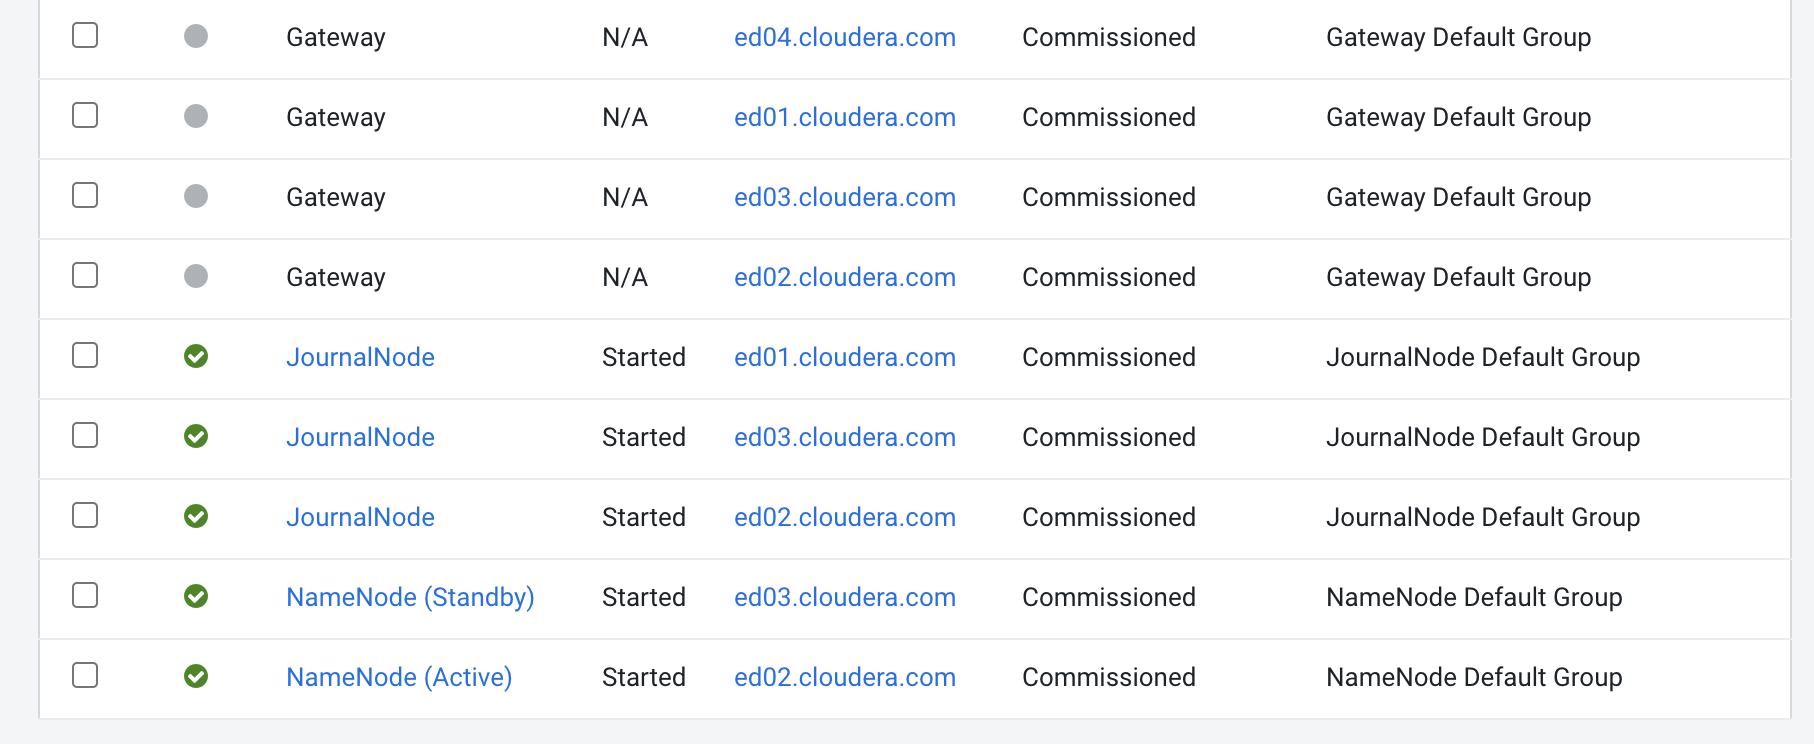 Gateway N/A ed04.cloudera.com Commissioned Gateway Default Group
Gateway N/A ed01.cloudera.com Commissioned Gateway Default Group
Gateway N/A ed03.cloudera.com Commissioned Gateway Default Group
Gateway N/A ed02.cloudera.com Commissioned Gateway Default Group
JournalNode Started ed01.cloudera.com Commissioned JournalNode Default Group
JournalNode Started ed03.cloudera.com Commissioned JournalNode Default Group
JournalNode Started ed02.cloudera.com Commissioned JournalNode Default Group
NameNode (Standby) Started ed03.cloudera.com Commissioned NameNode Default Group
NameNode (Active) Started ed02.cloudera.com Commissioned NameNode Default Group